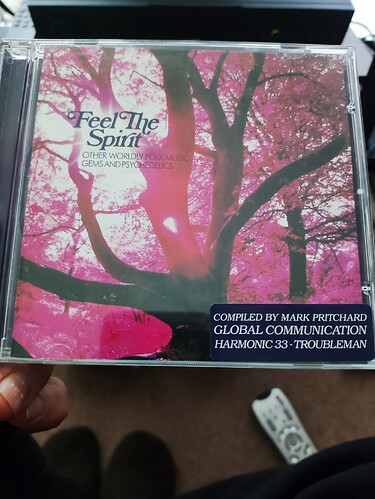 Feel The
Spirit
OTHER WORLDLY FOLK MUSIC,
GEMS AND PSYCHEDELICS
COMPILED BY MARK PRITCHARD
GLOBAL COMMUNICATION
HARMONIC 33 - TROUBLEMAN